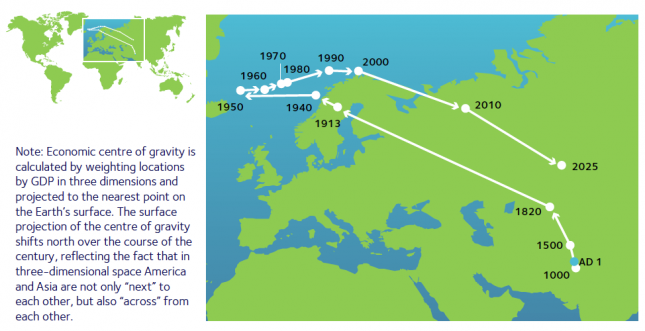 1970
1990
2000
1960
1980
1950
1940
1913
2010
2025
Note: Economic centre of gravity is
calculated by weighting locations
by GDP in three dimensions and
projected to the nearest point on
the Earth's surface. The surface
projection of the centre of gravity
shifts north over the course of the
century, reflecting the fact that in
three-dimensional space America
and Asia are not only "next" to
each other, but also "across" from
each other.
1820
1500
AD 1
1000